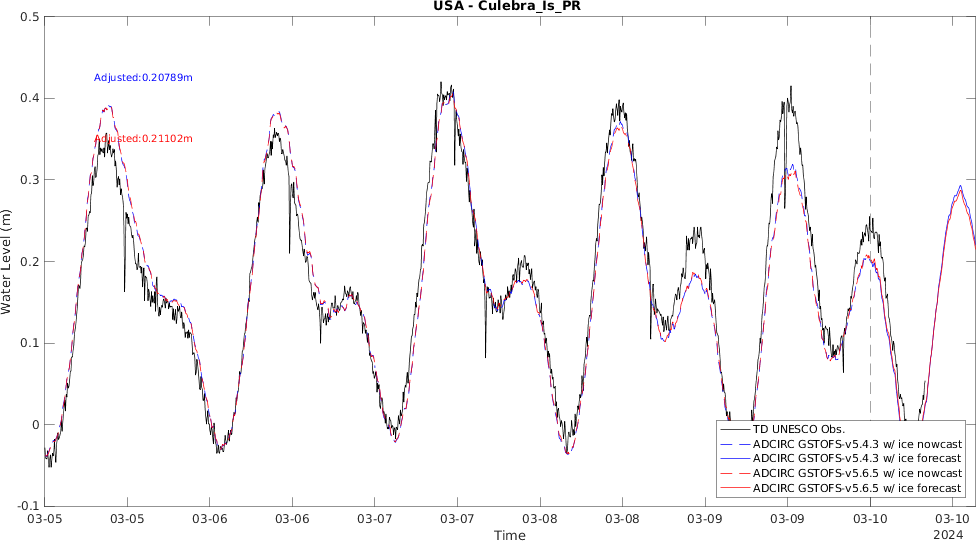 USA - Culebra_Is_PR
0.5
0.4
0.3
0.2
0.1
0
-0.1
Water Level (m)
Adjusted:0.20789m
Adjusted:0.21102m
TD UNESCO Obs.
ADCIRC GSTOFS-v5.4.3 w/ ice nowcast
ADCIRC GSTOFS-v5.4.3 w/ ice forecast
ADCIRC GSTOFS-v5.6.5 w/ ice nowcast
ADCIRC GSTOFS-v5.6.5 w/ ice forecast
03-05 03-05 03-06 03-06 03-07 03-07 03-08 03-08 03-09 03-09 03-10 03-10
2024
Time